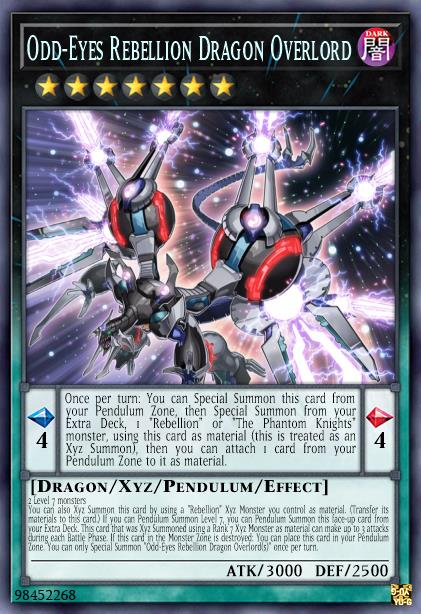 ODD-EYES REBELLION DRAGON OVERLORD
DARK
闇
Once per turn: You can Special Summon this card from
your Pendulum Zone, then Special Summon from your
Extra Deck, 1 "Rebellion" or "The Phantom Knights"
monster, using this card as material (this is treated as an
Xyz Summon), then you can attach 1 card from your
Pendulum Zone to it as material.
4
4
[DRAGON/XYZ/PENDULUM/EFFECT]
2 Level 7 monsters
You can also Xyz Summon this card by using a "Rebellion" Xyz Monster you control as material. (Transfer its
materials to this card.) If you can Pendulum Summon Level 7, you can Pendulum Summon this face-up card from
your Extra Deck. This card that was Xyz Summoned using a Rank 7 Xyz Monster as material can make up to 3 attacks
during each Battle Phase. If this card in the Monster Zone is destroyed: You can place this card in your Pendulum
Zone. You can only Special Summon "Odd-Eyes Rebellion Dragon Overlord(s)" once per turn.
ATK/3000 DEF/2500
98452268